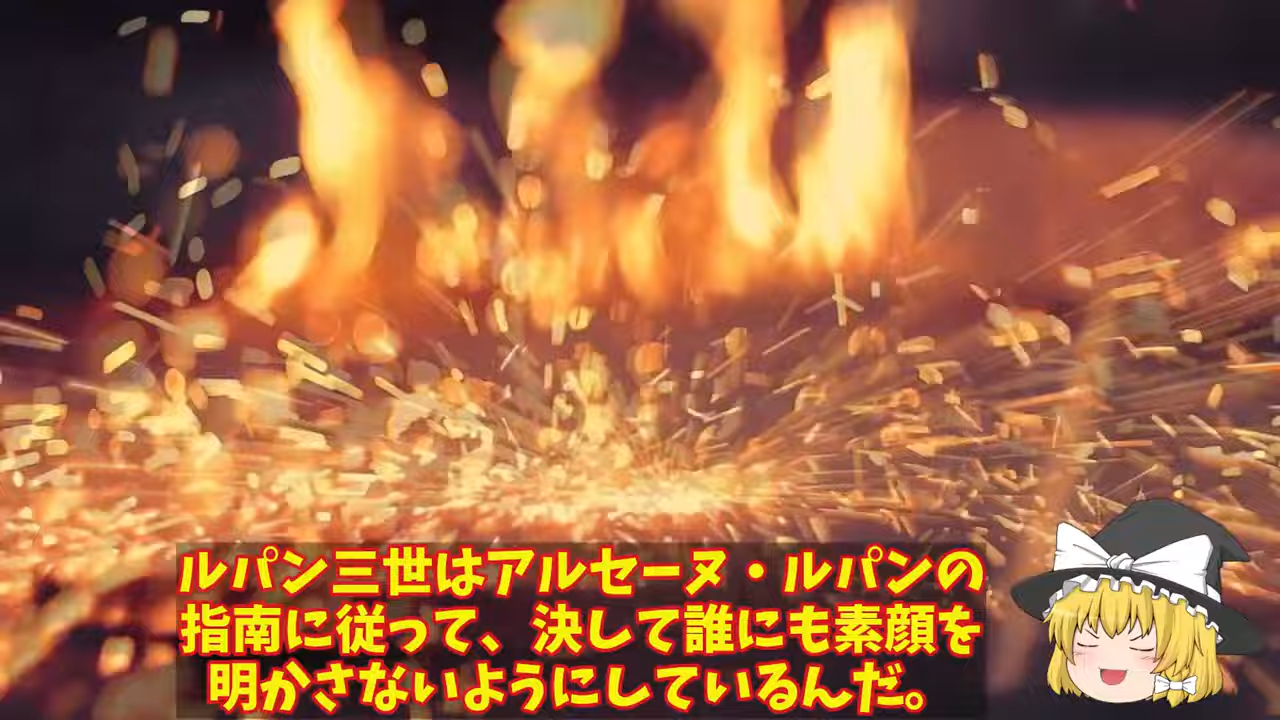 ルパン三世はアルセーヌ・ルパンの
指南に従って、決して誰にも素顔を
明かさないようにしているんだ。